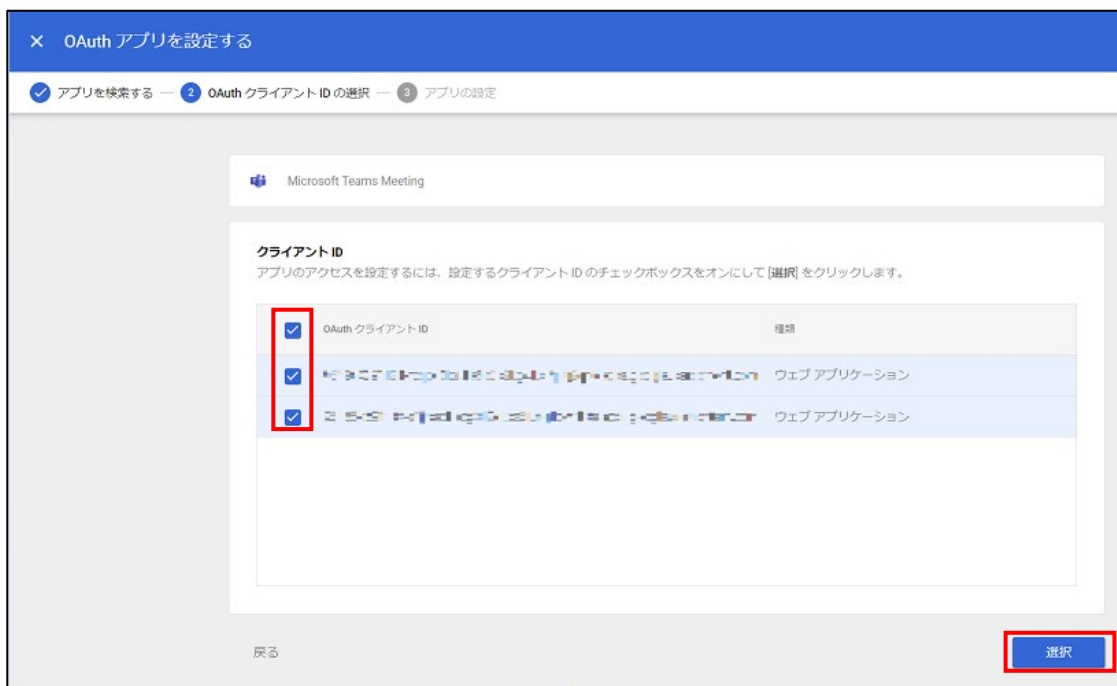 × OAuth アプリを設定する
アプリを検索する — 2 OAuth クライアント ID の選択 — 3 アプリの設定
Microsoft Teams Meeting
クライアント ID
アプリのアクセスを設定するには、設定するクライアント ID のチェックボックスをオンにして [選択] をクリックします。
OAuth クライアント ID 種類
ウェブ アプリケーション
ウェブ アプリケーション
戻る 選択